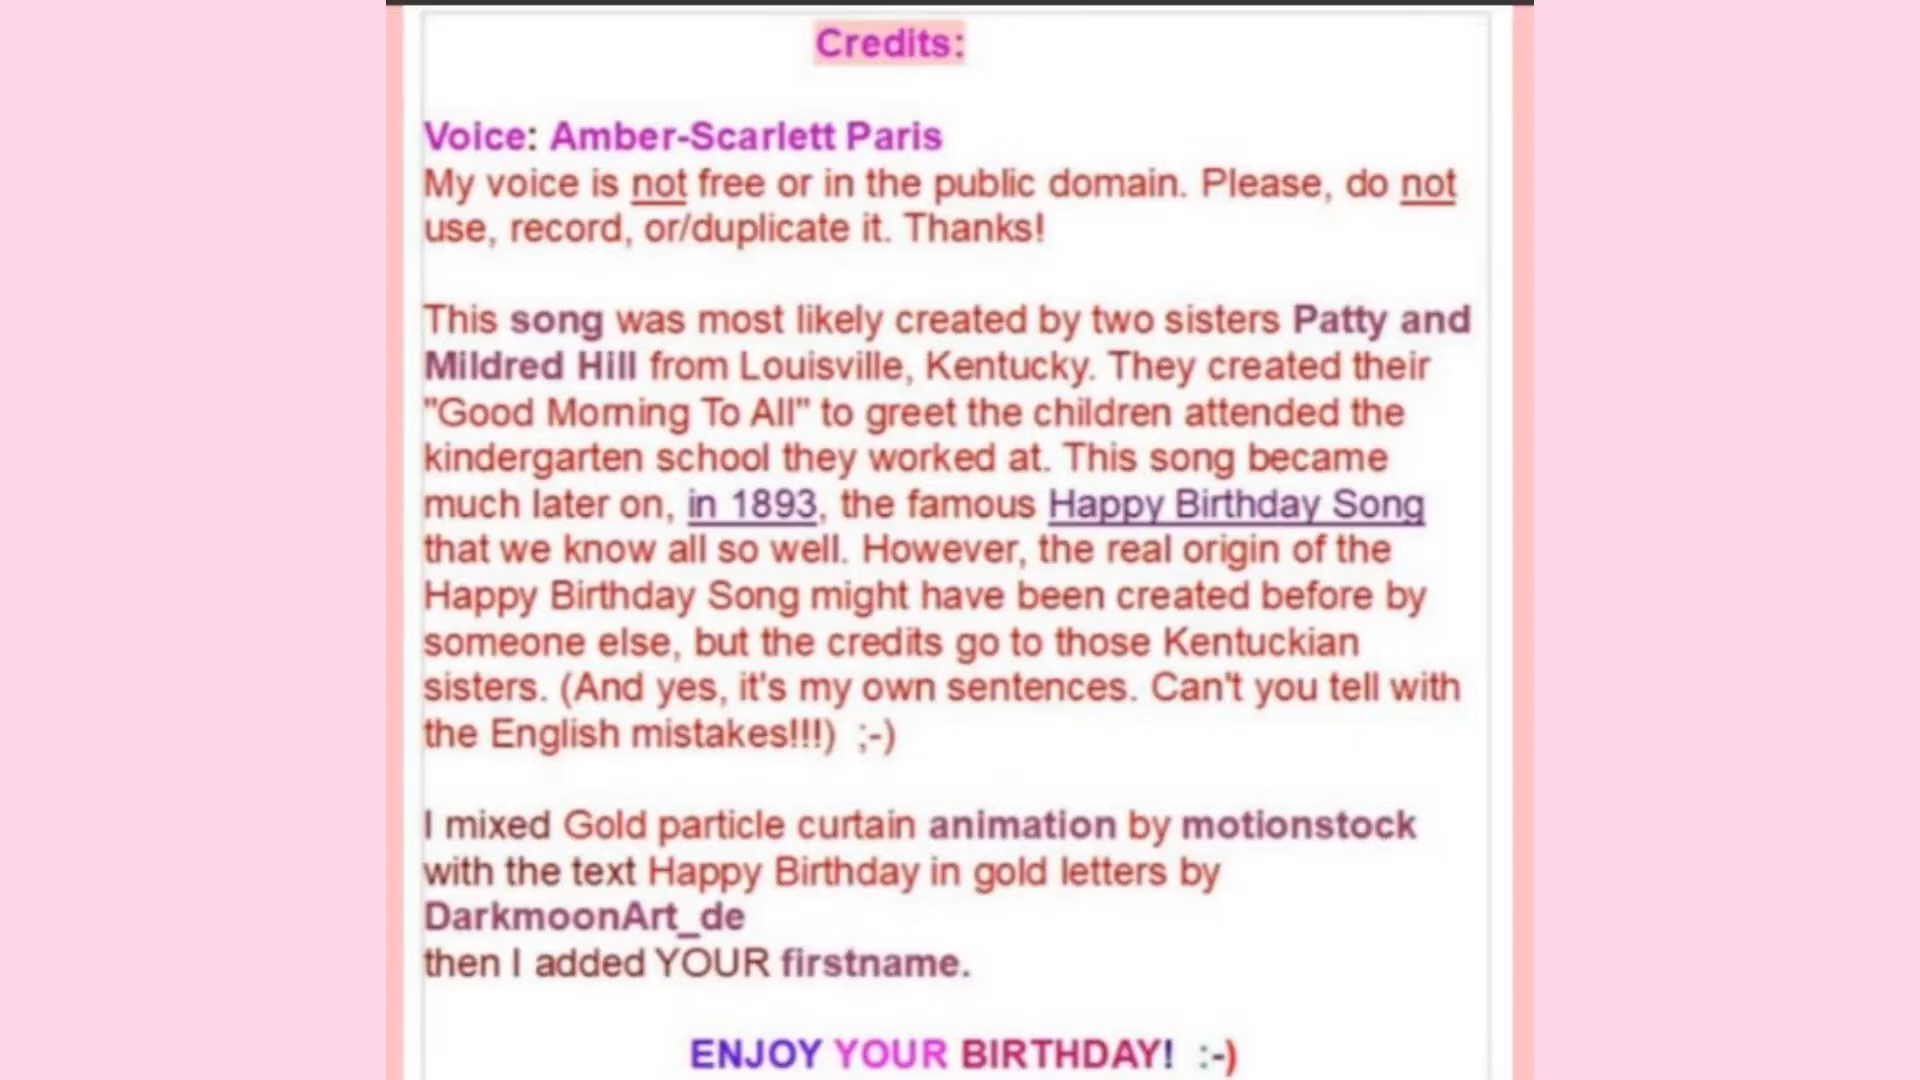 Credits:
Voice: Amber-Scarlett Paris
My voice is not free or in the public domain. Please, do not
use, record, or/duplicate it. Thanks!
This song was most likely created by two sisters Patty and
Mildred Hill from Louisville, Kentucky. They created their
"Good Morning To All" to greet the children attended the
kindergarten school they worked at. This song became
much later on, in 1893, the famous Happy Birthday Song
that we know all so well. However, the real origin of the
Happy Birthday Song might have been created before by
someone else, but the credits go to those Kentuckian
sisters. (And yes, it's my own sentences. Can't you tell with
the English mistakes!!!)  ;-)
I mixed Gold particle curtain animation by motionstock
with the text Happy Birthday in gold letters by
DarkmoonArt_de
then I added YOUR firstname.
ENJOY YOUR BIRTHDAY!  :-)